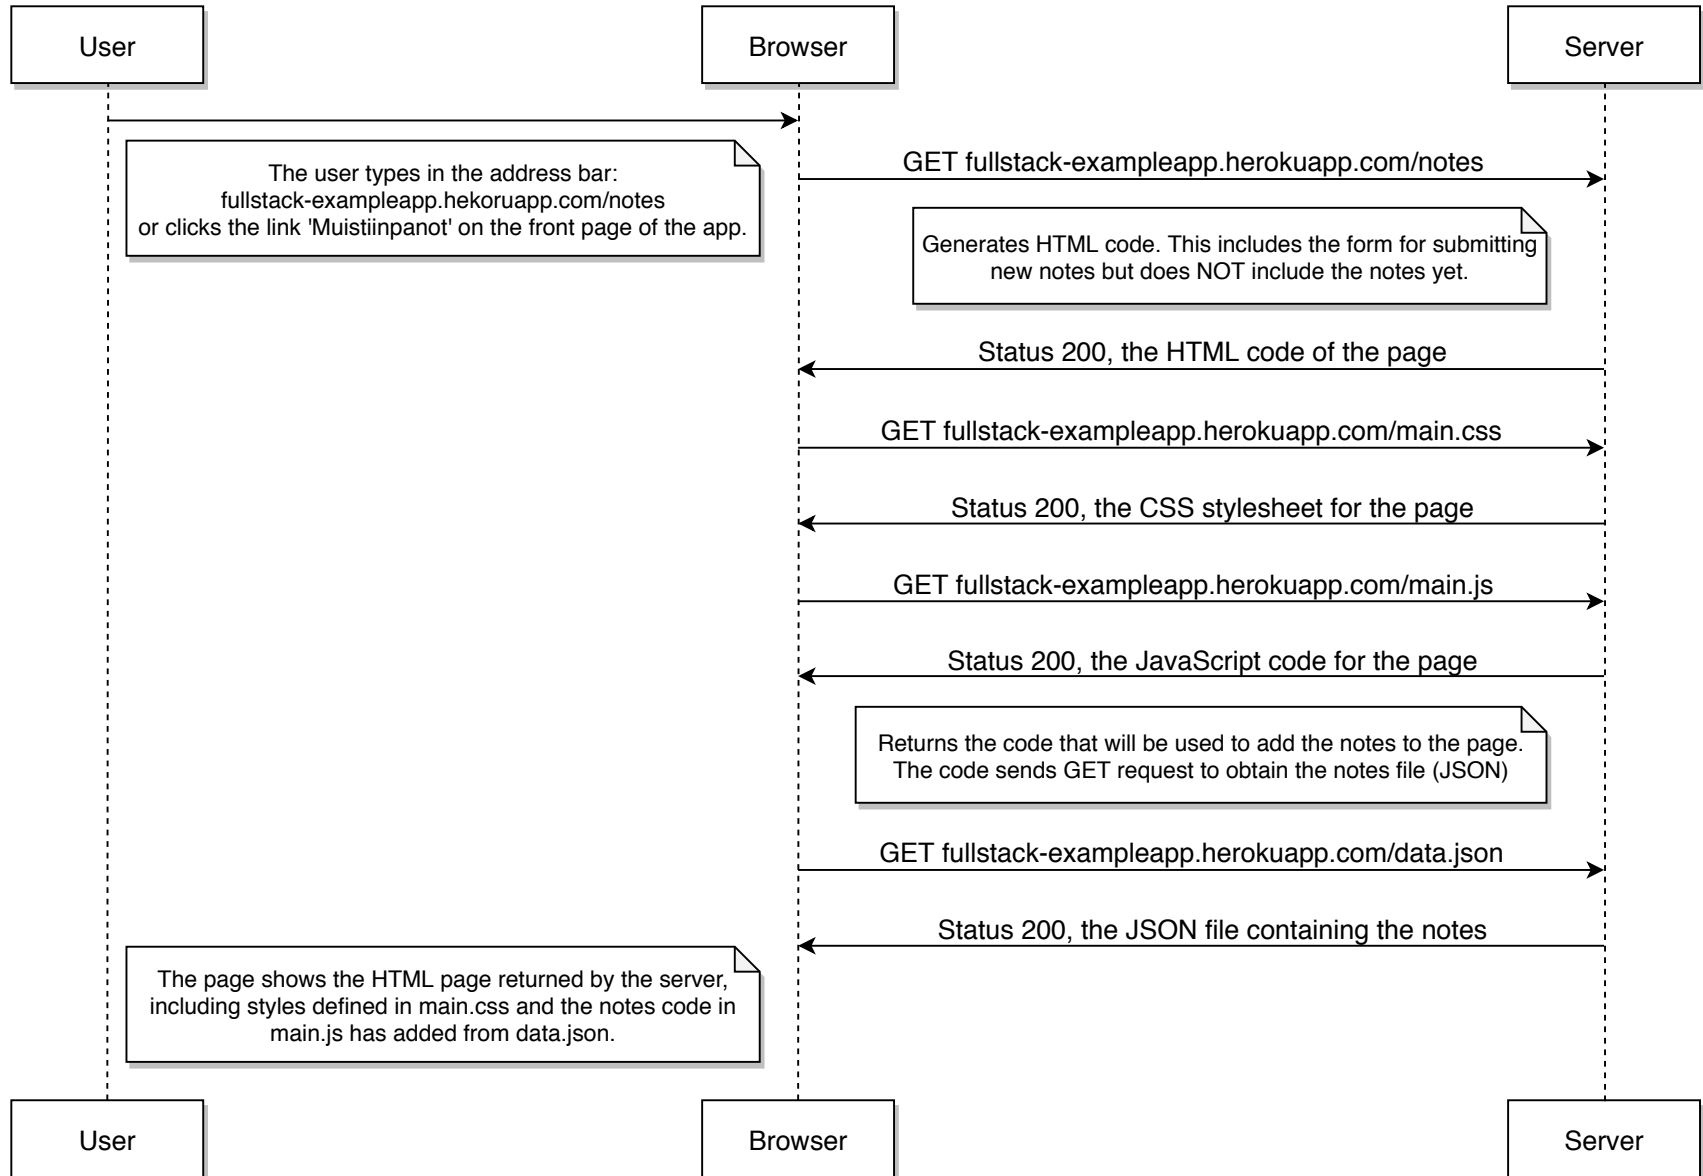 User
Browser
Server
The user types in the address bar:
fullstack-exampleapp.hekoruapp.com/notes
or clicks the link 'Muistiinpanot' on the front page of the app.
GET fullstack-exampleapp.herokuapp.com/notes
Generates HTML code. This includes the form for submitting
new notes but does NOT include the notes yet.
Status 200, the HTML code of the page
GET fullstack-exampleapp.herokuapp.com/main.css
Status 200, the CSS stylesheet for the page
GET fullstack-exampleapp.herokuapp.com/main.js
Status 200, the JavaScript code for the page
Returns the code that will be used to add the notes to the page.
The code sends GET request to obtain the notes file (JSON)
GET fullstack-exampleapp.herokuapp.com/data.json
Status 200, the JSON file containing the notes
The page shows the HTML page returned by the server,
including styles defined in main.css and the notes code in
main.js has added from data.json.
User
Browser
Server